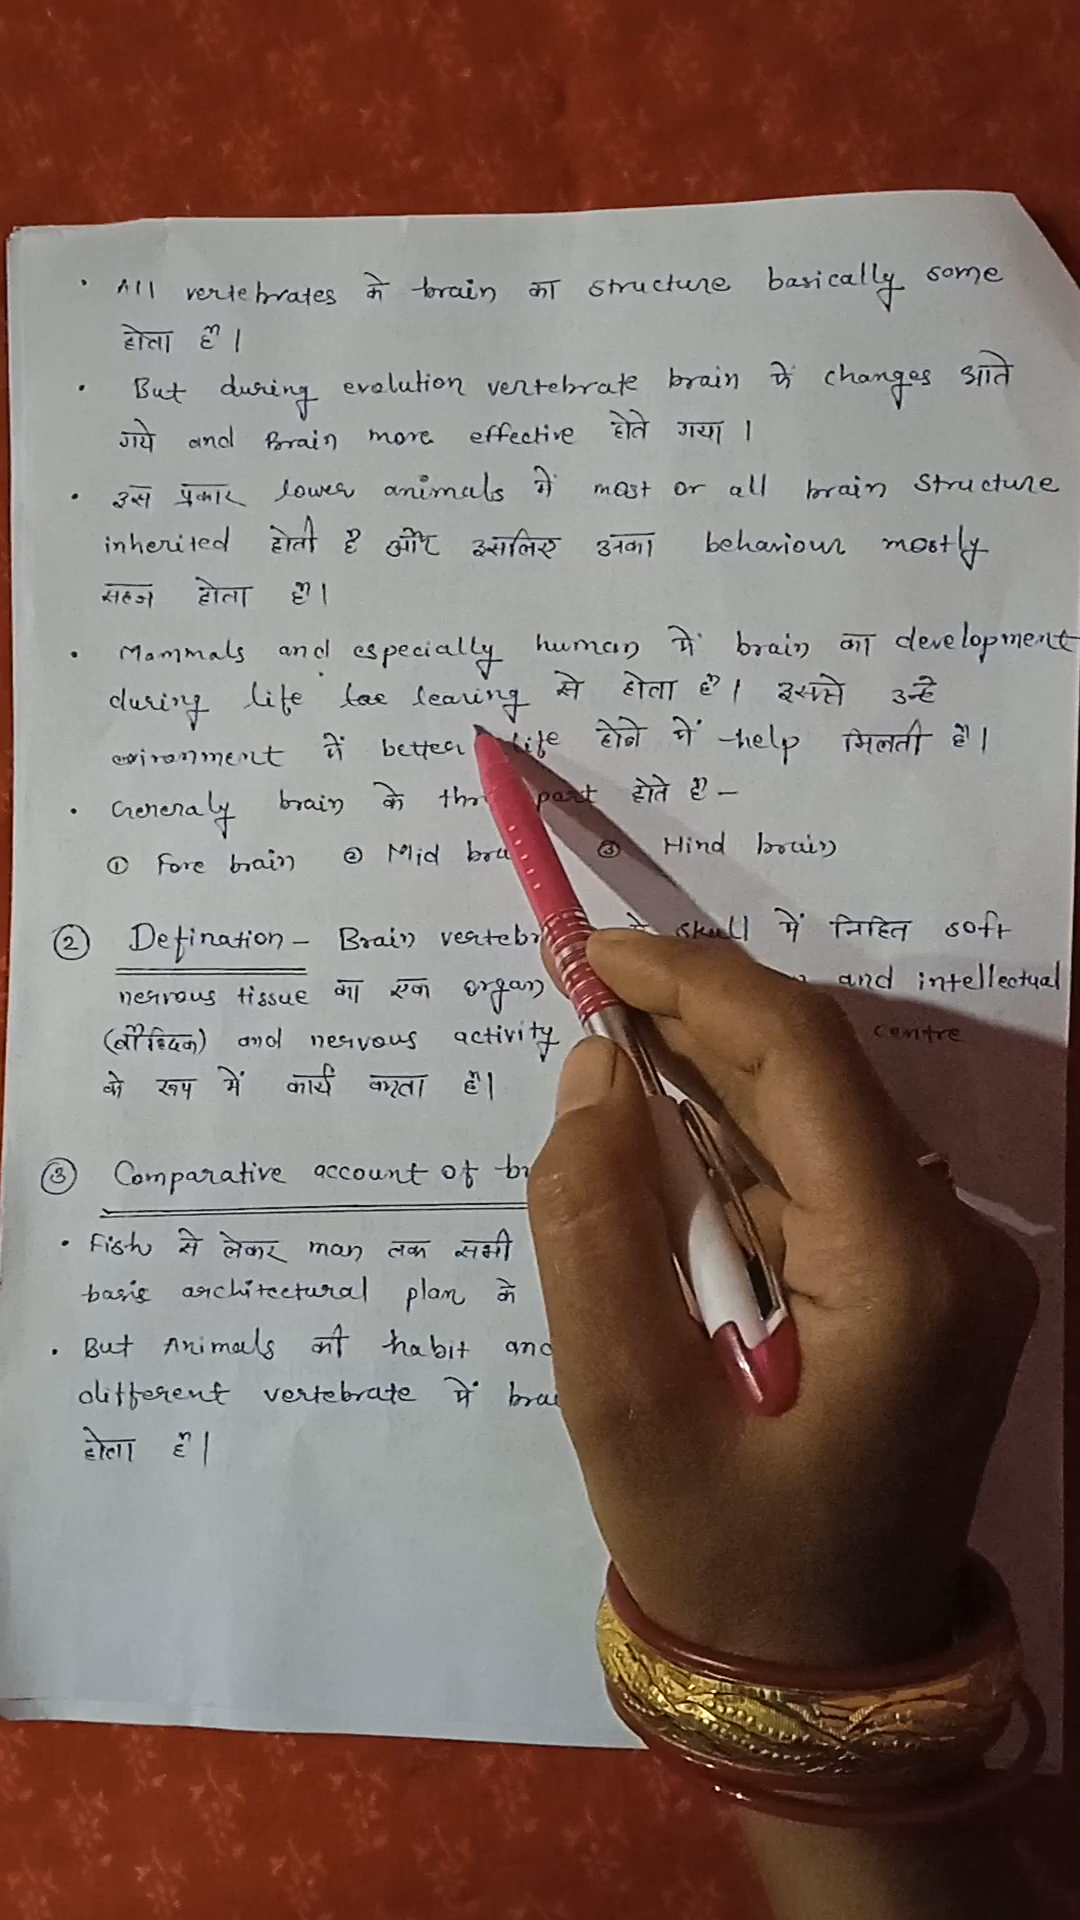 • All vertebrates के brain का structure basically some
होता है।
• But during evolution vertebrate brain में changes आते
गये and Brain more effective होते गया।
• इस प्रकार lower animals में most or all brain structure
inherited होती है और इसलिए उनका behaviour mostly
सहज होता है।
• Mammals and especially human में brain का development
during life learing से होता है। इससे उन्हे
में better life होने में help मिलती है।
• Generaly brain के part होते है –
① Fore brain ② Mid ③ Hind brain
② Defination – Brain skull में निहित soft
nervous tissue का एक organ and intellectual
(बौध्दिक) and nervous activity centre
के रूप में कार्य करता है।
③ Comparative account of
• Fish से लेकर man तक सभी
basis architectural plan के
• But Animals की habit and
different vertebrate में
होता है।